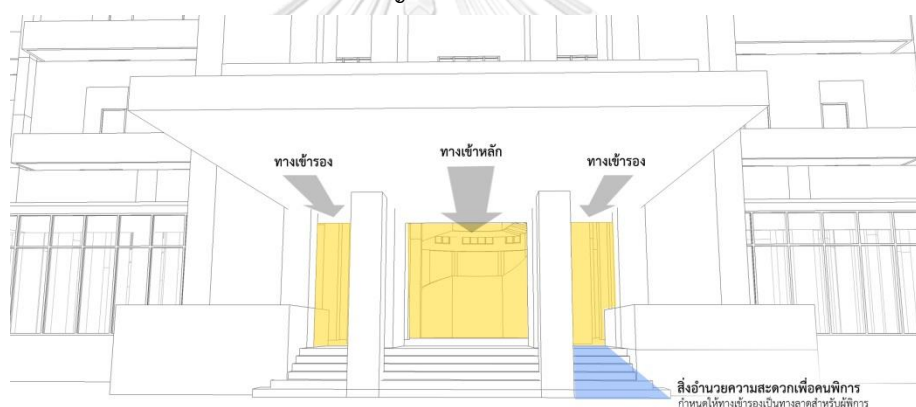 ทางเข้ารอง
ทางเข้าหลัก
ทางเข้ารอง
สิ่งอำนวยความสะดวกเพื่อคนพิการ
กำหนดให้ทางเข้ารองเป็นทางลาดสำหรับผู้พิการ